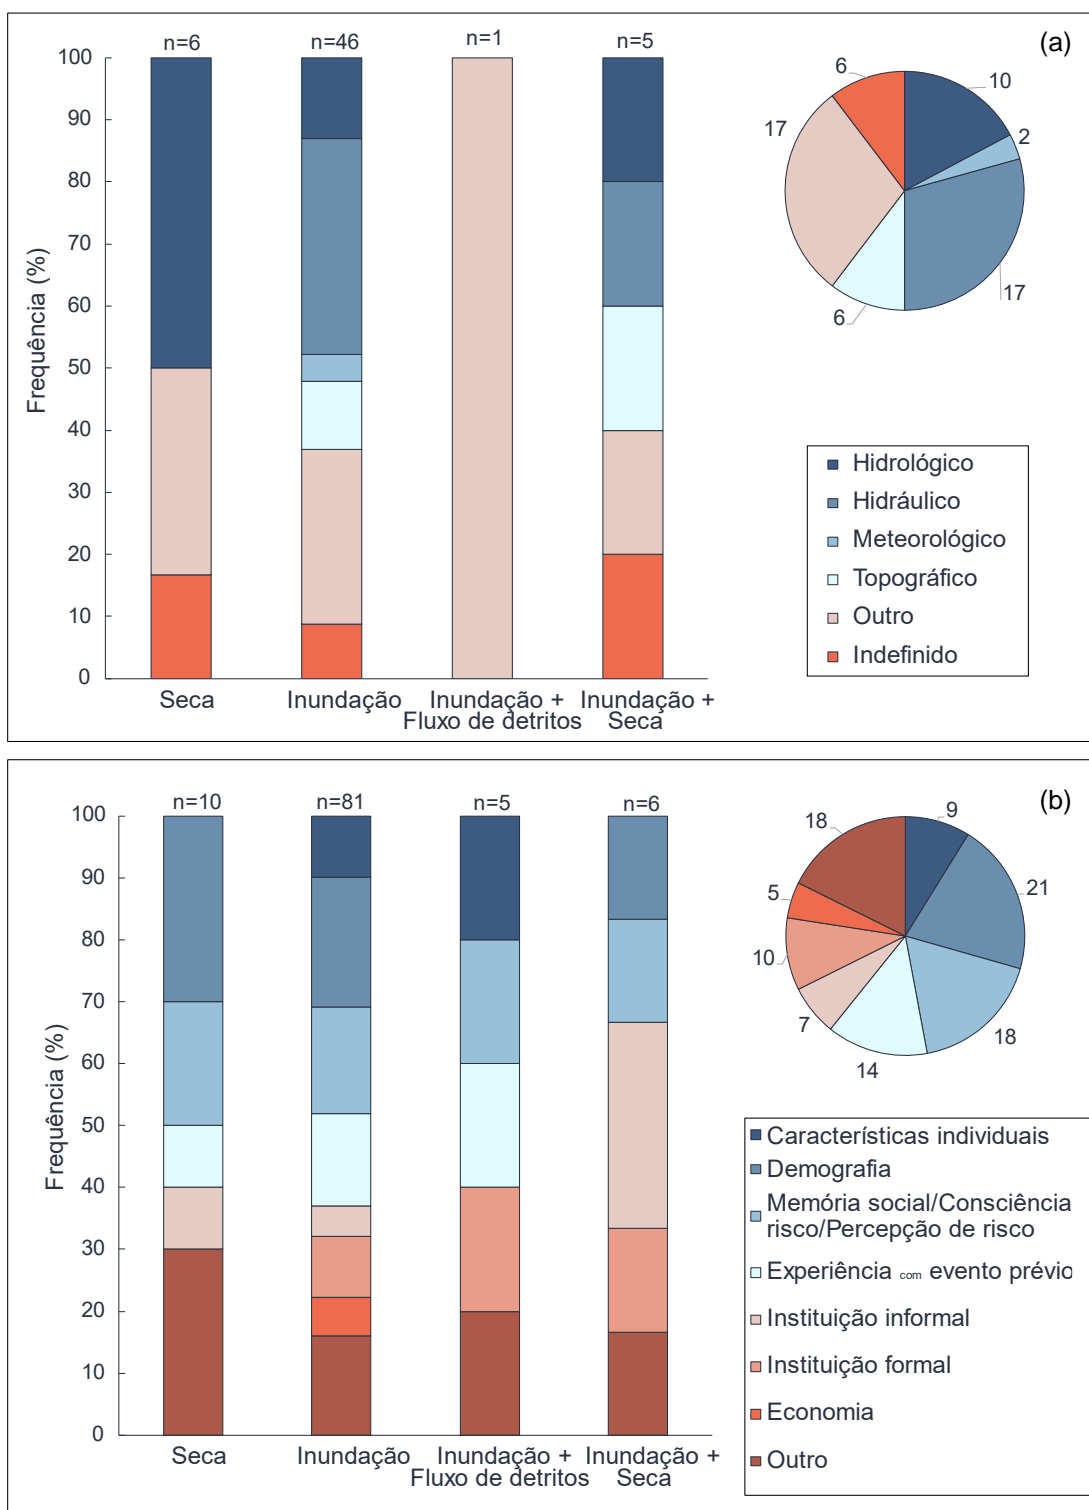 (a)
n=6
n=46
n=1
n=5
Frequência (%)
100
90
80
70
60
50
40
30
20
10
0
Seca
Inundação
Inundação +
Fluxo de detritos
Inundação +
Seca
10
2
17
6
17
6
Hidrológico
Hidráulico
Meteorológico
Topográfico
Outro
Indefinido
(b)
n=10
n=81
n=5
n=6
Frequência (%)
100
90
80
70
60
50
40
30
20
10
0
Seca
Inundação
Inundação +
Fluxo de detritos
Inundação +
Seca
9
21
18
14
7
10
5
18
Características individuais
Demografia
Memória social/Consciência
risco/Percepção de risco
Experiência com evento prévio
Instituição informal
Instituição formal
Economia
Outro